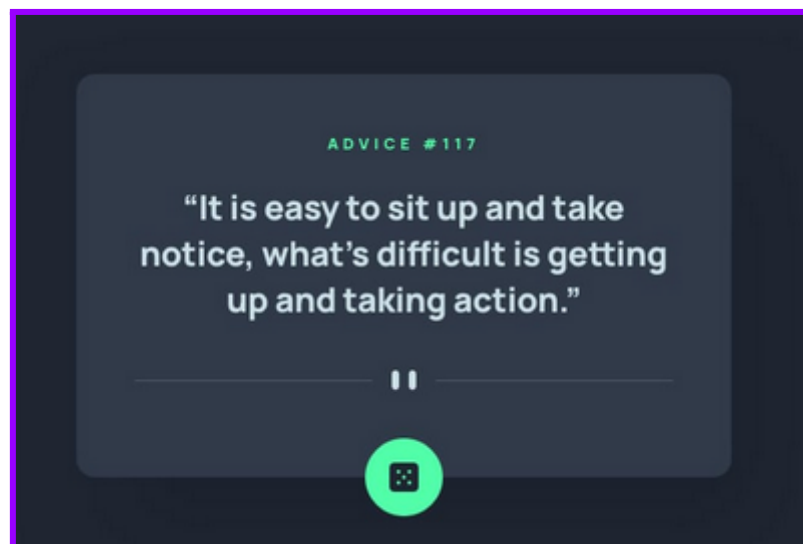 ADVICE #117
“It is easy to sit up and take
notice, what’s difficult is getting
up and taking action.”